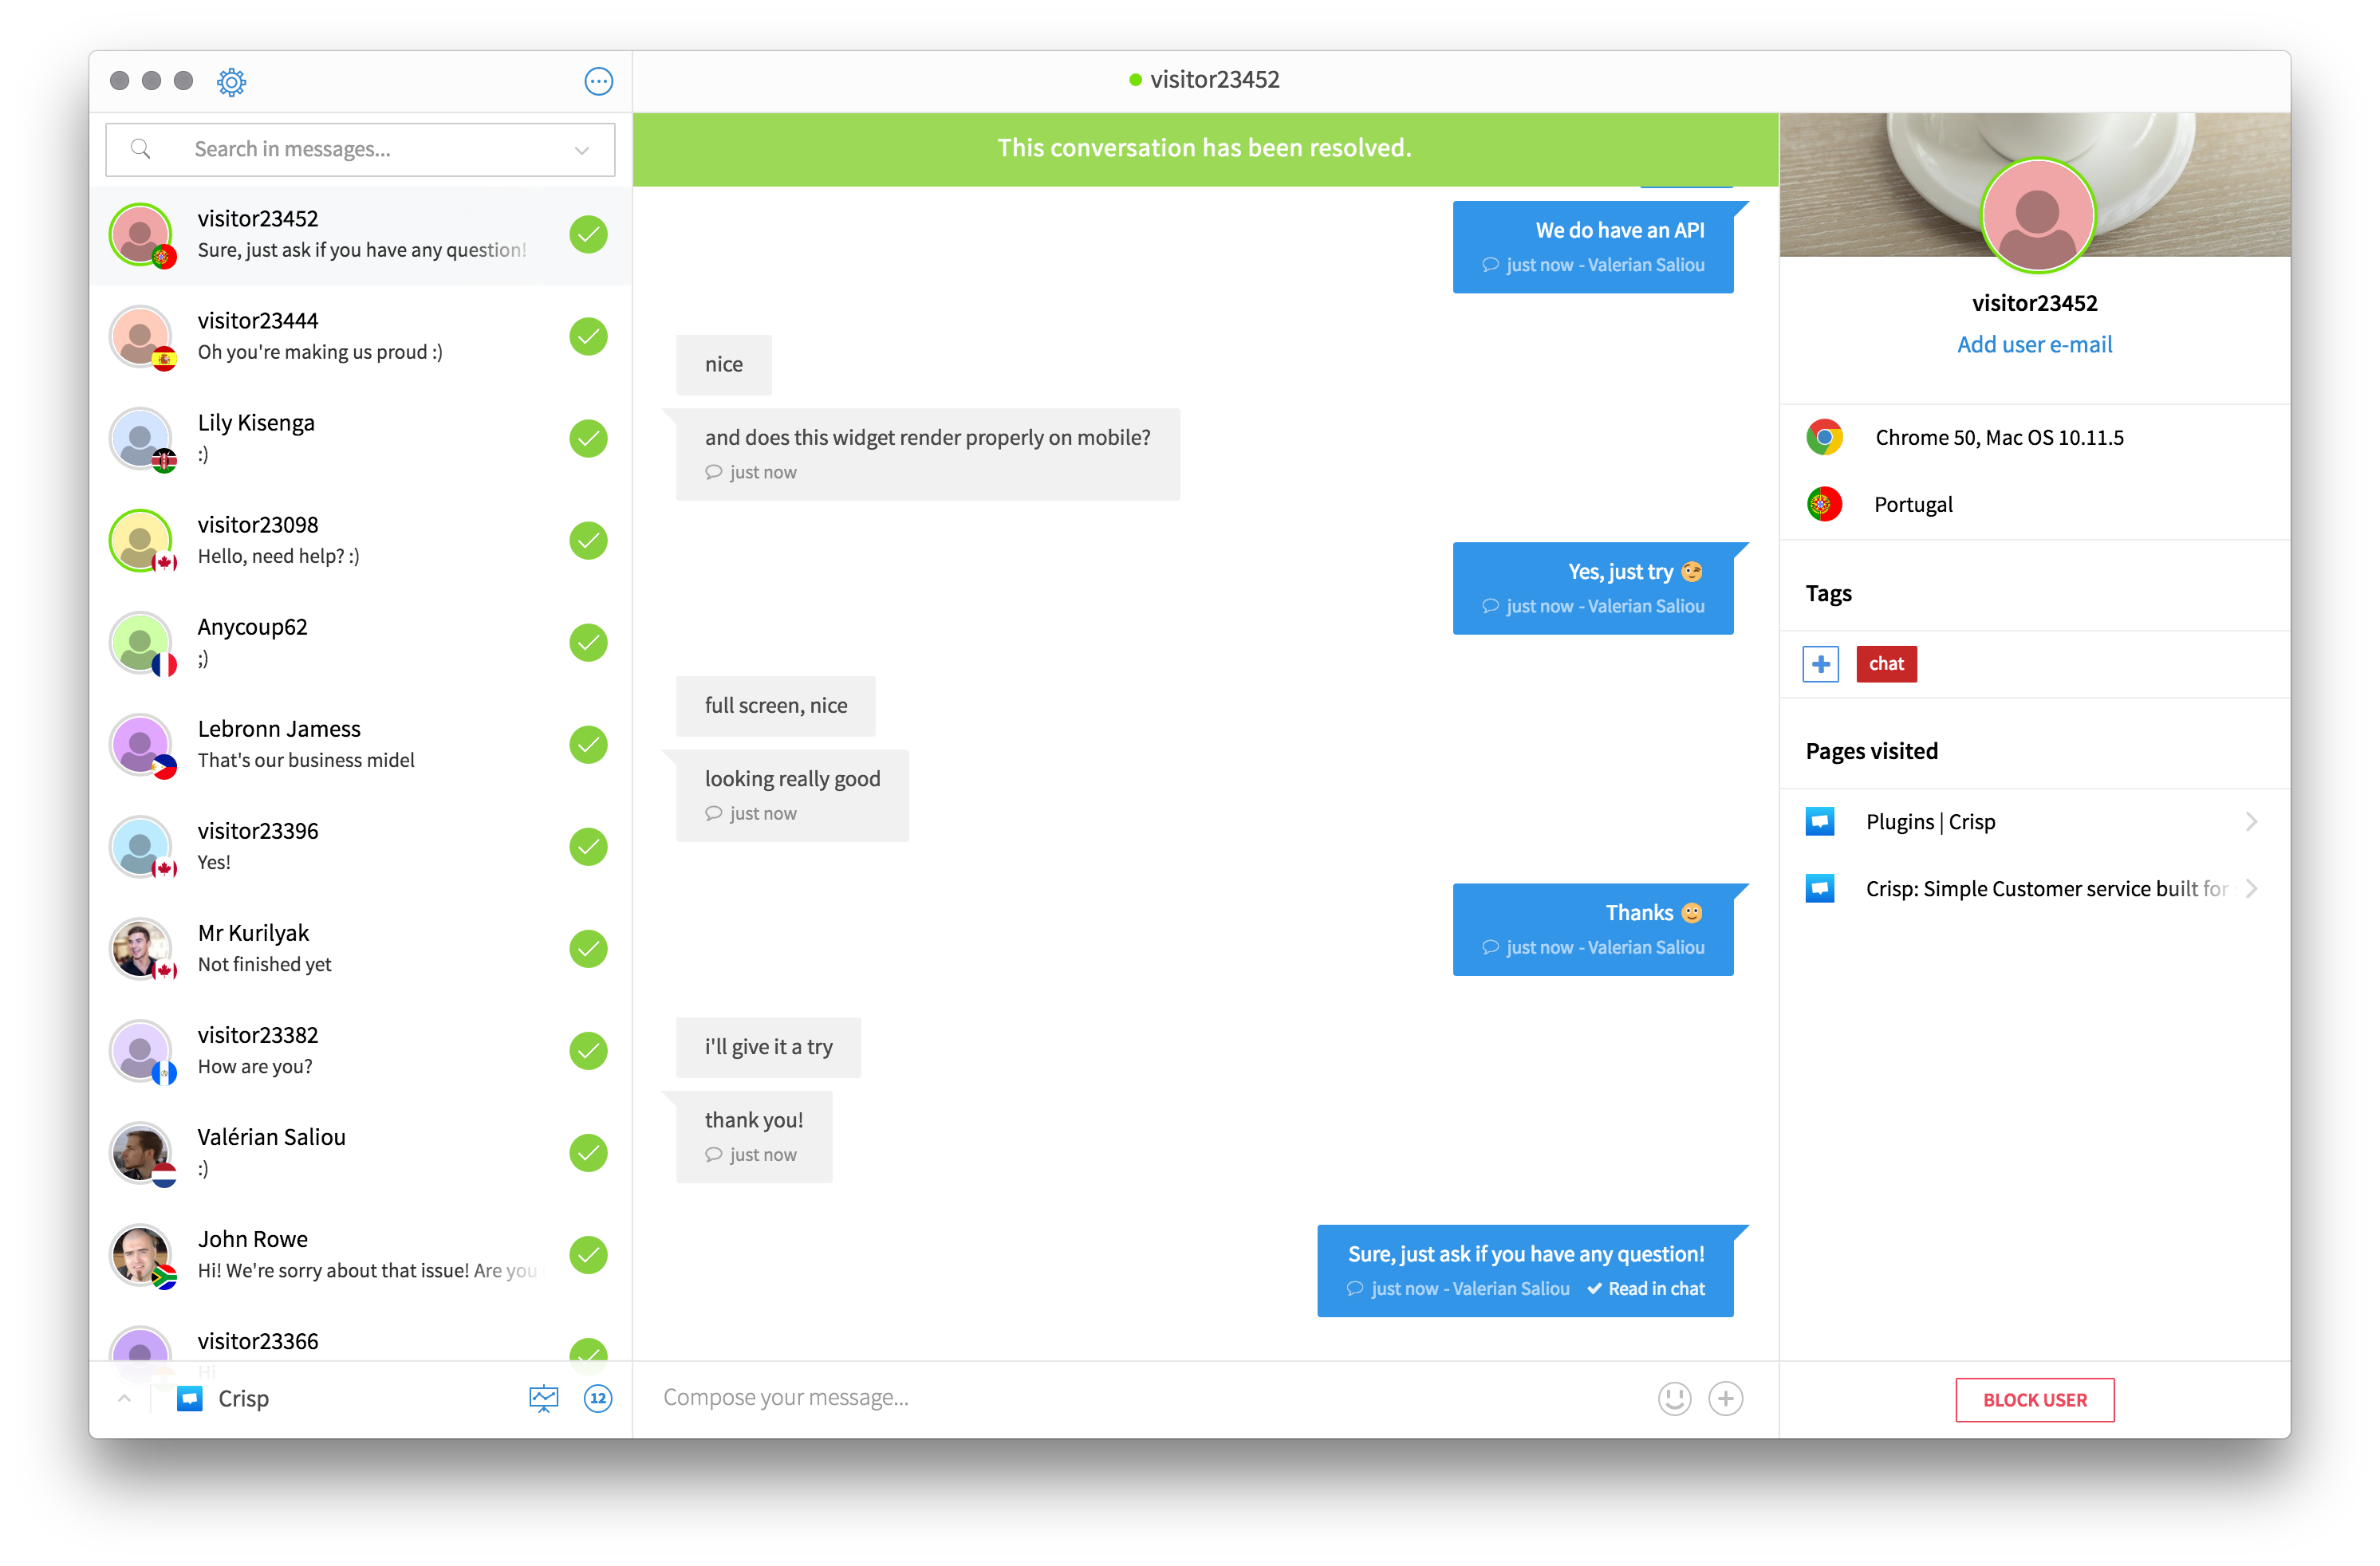 visitor23452
Search in messages...
visitor23452
Sure, just ask if you have any question!
visitor23444
Oh you're making us proud :)
Lily Kisenga
:)
visitor23098
Hello, need help? :)
Anycoup62
;)
Lebronn Jamess
That's our business midel
visitor23396
Yes!
Mr Kurilyak
Not finished yet
visitor23382
How are you?
Valérian Saliou
:)
John Rowe
Hi! We're sorry about that issue! Are you
visitor23366
Hi
Crisp
12
This conversation has been resolved.
We do have an API
just now - Valerian Saliou
nice
and does this widget render properly on mobile?
just now
Yes, just try 😉
just now - Valerian Saliou
full screen, nice
looking really good
just now
Thanks 🙂
just now - Valerian Saliou
i'll give it a try
thank you!
just now
Sure, just ask if you have any question!
just now - Valerian Saliou Read in chat
Compose your message...
visitor23452
Add user e-mail
Chrome 50, Mac OS 10.11.5
Portugal
Tags
chat
Pages visited
Plugins | Crisp
Crisp: Simple Customer service built for
BLOCK USER